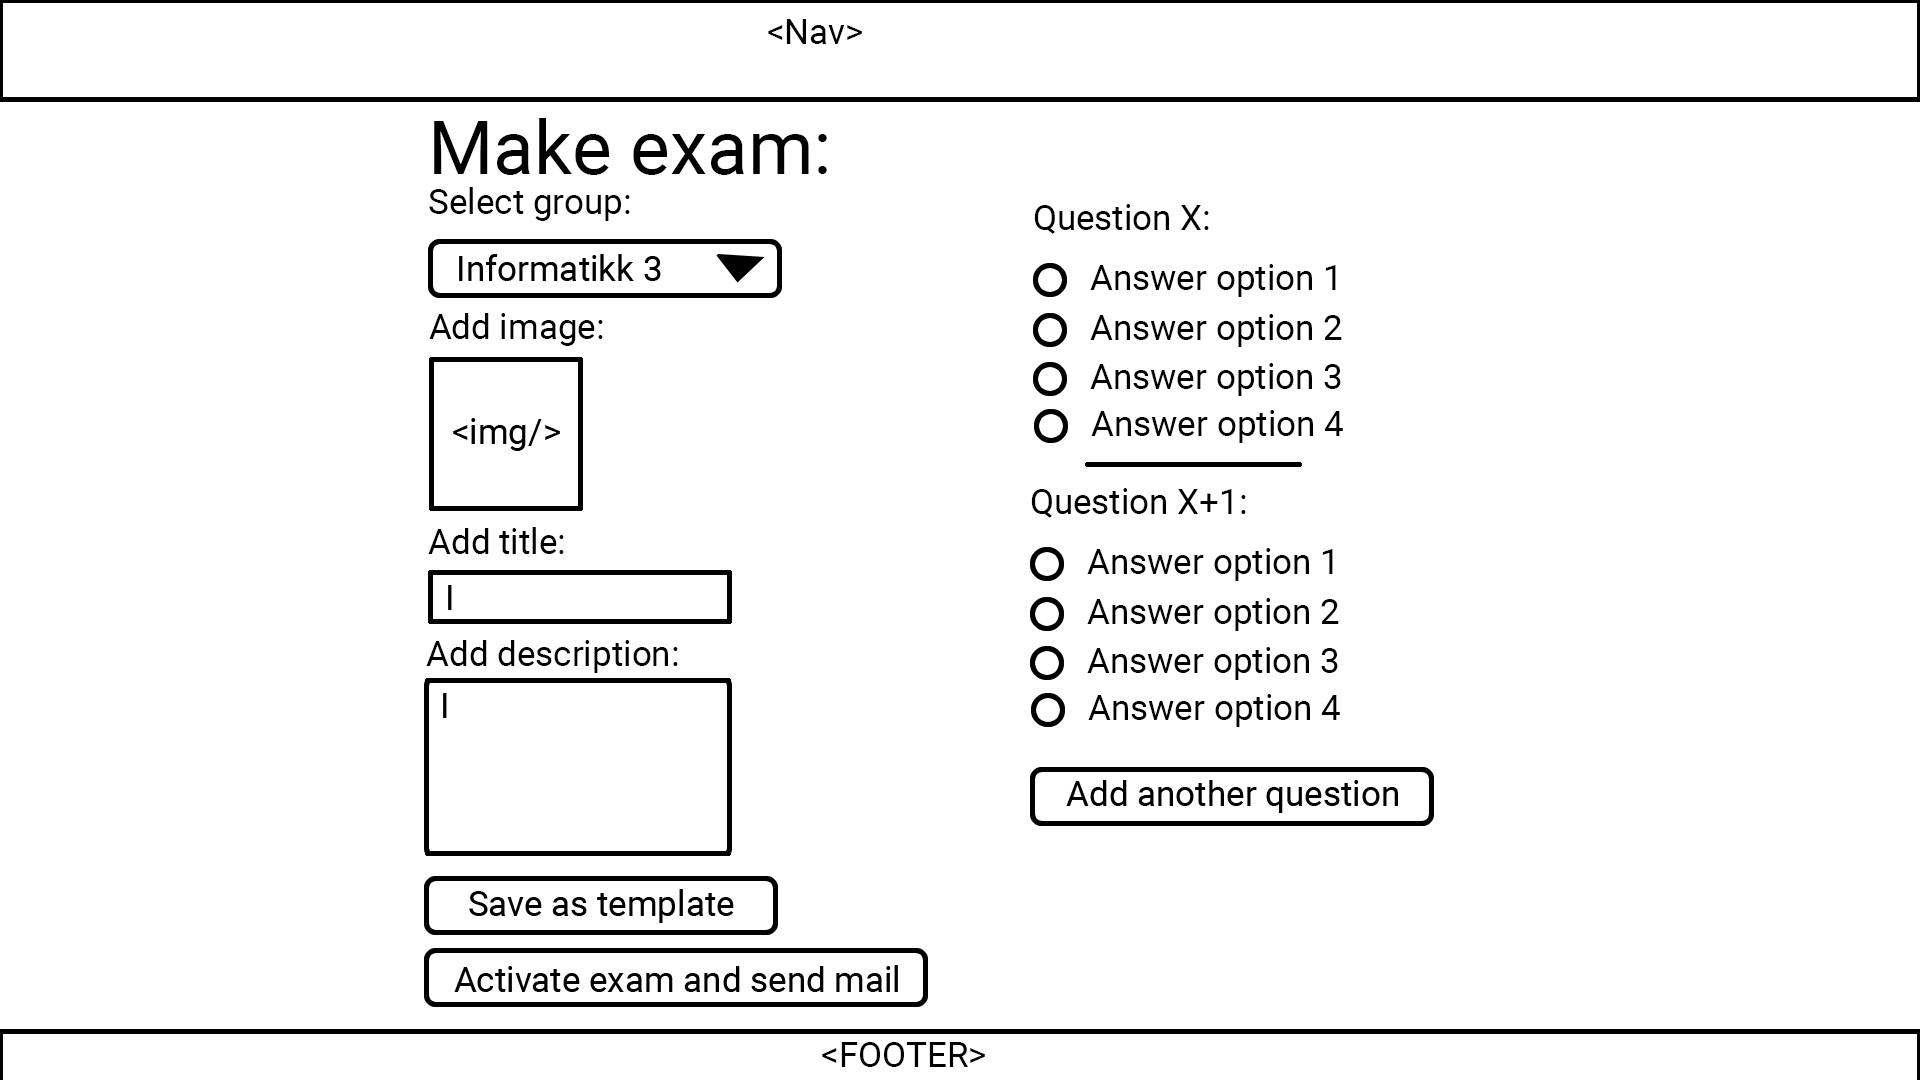 <Nav>
Make exam:
Select group:
Informatikk 3
Add image:
<img/>
Add title:
Add description:
Save as template
Activate exam and send mail
Question X:
Answer option 1
Answer option 2
Answer option 3
Answer option 4
Question X+1:
Answer option 1
Answer option 2
Answer option 3
Answer option 4
Add another question
<FOOTER>